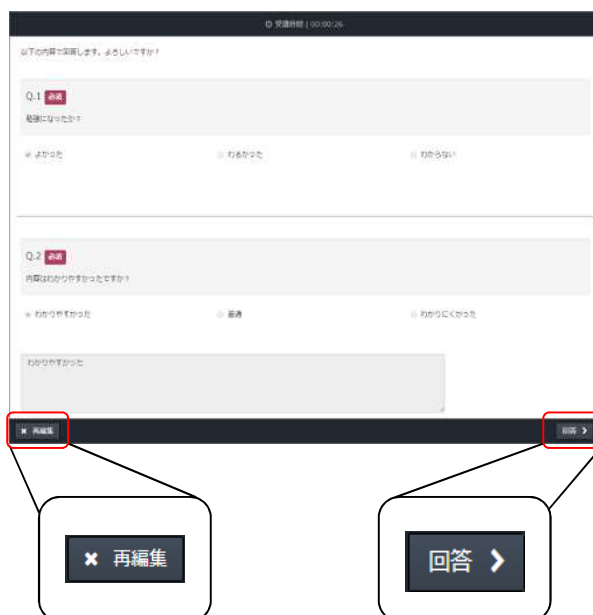 受講時間 | 00:00:26
以下の内容で回答します。よろしいですか？
Q.1 必須
勉強になったか？
よかった わるかった わからない
Q.2 必須
内容はわかりやすかったですか？
わかりやすかった 普通 わかりにくかった
わかりやすかった
✖ 再編集 回答 ❯
✖ 再編集 回答 ❯